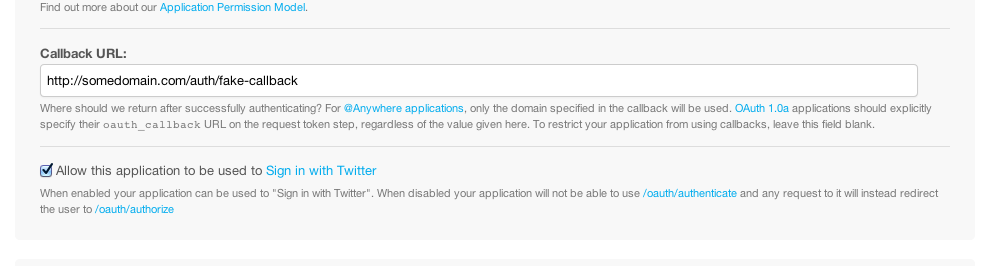 Find out more about our Application Permission Model.
Callback URL:
http://somedomain.com/auth/fake-callback
Where should we return after successfully authenticating? For @Anywhere applications, only the domain specified in the callback will be used. OAuth 1.0a applications should explicitly
specify their oauth_callback URL on the request token step, regardless of the value given here. To restrict your application from using callbacks, leave this field blank.
Allow this application to be used to Sign in with Twitter
When enabled your application can be used to "Sign in with Twitter". When disabled your application will not be able to use /oauth/authenticate and any request to it will instead redirect
the user to /oauth/authorize